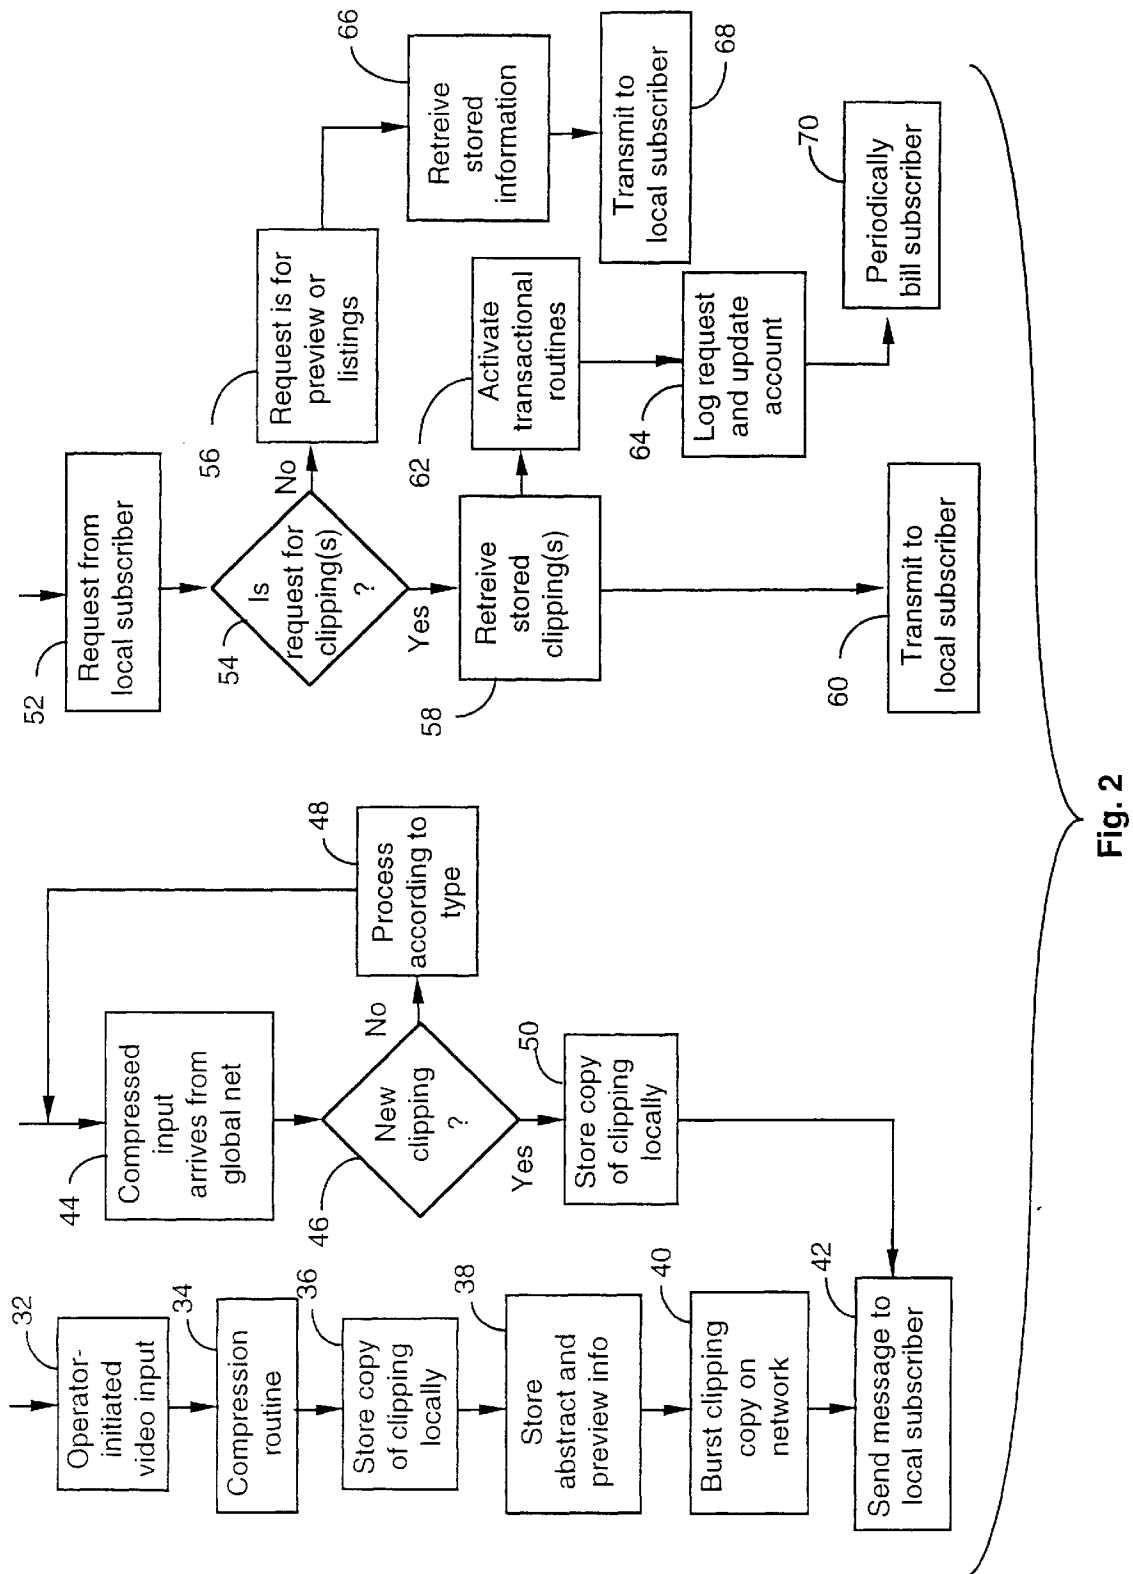 32
Operator-
initiated
video input
34
Compression
routine
36
Store copy
of clipping
locally
38
Store
abstract and
preview info
40
Burst clipping
copy on
network
42
Send message to
local subscriber
44
Compressed
input
arrives from
global net
46
New
clipping
?
No
Yes
48
Process
according to
type
50
Store copy
of clipping
locally
52
Request from
local subscriber
54
Is
request for
clipping(s)
?
No
Yes
56
Request is for
preview or
listings
58
Retreive
stored
clipping(s)
60
Transmit to
local subscriber
62
Activate
transactional
routines
64
Log request
and update
account
66
Retreive
stored
information
68
Transmit to
local subscriber
70
Periodically
bill subscriber
Fig. 2